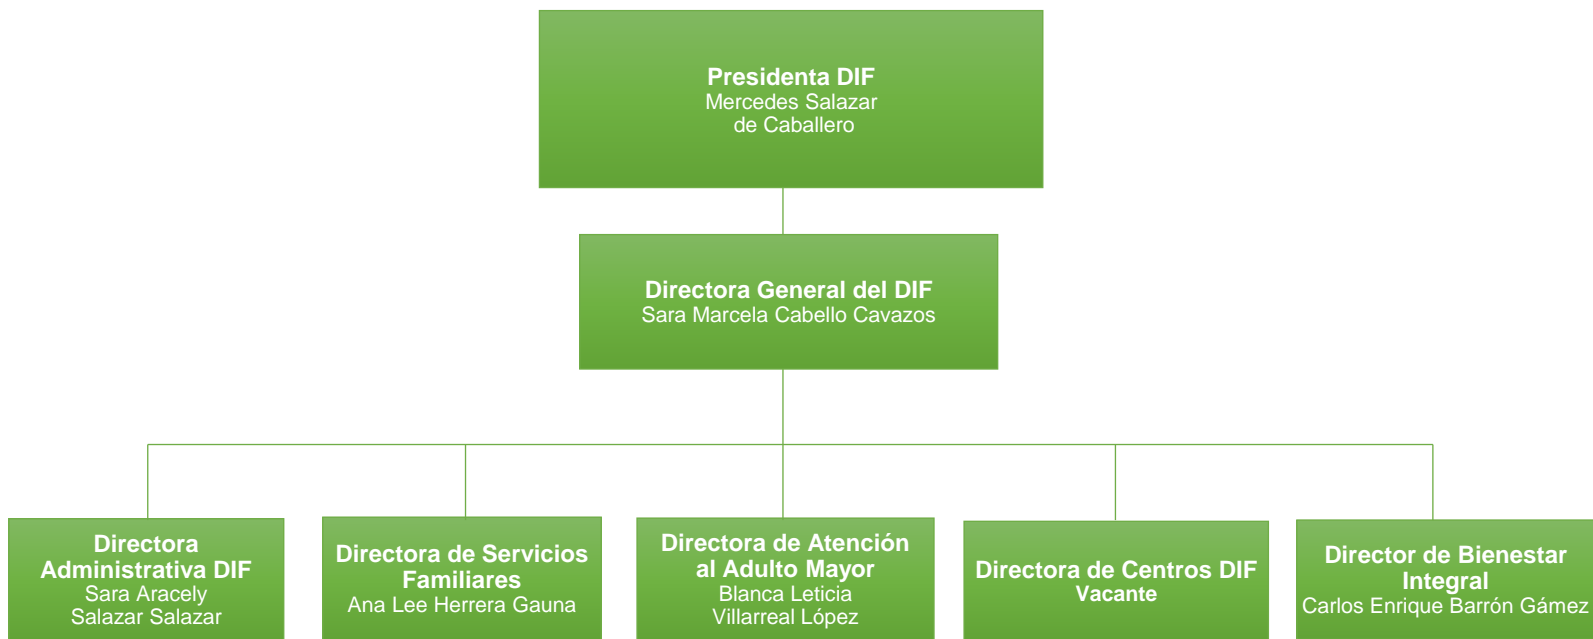 Presidenta DIF
Mercedes Salazar
de Caballero
Directora General del DIF
Sara Marcela Cabello Cavazos
Directora
Administrativa DIF
Sara Aracely
Salazar Salazar
Directora de Servicios
Familiares
Ana Lee Herrera Gauna
Directora de Atención
al Adulto Mayor
Blanca Leticia
Villarreal López
Directora de Centros DIF
Vacante
Director de Bienestar
Integral
Carlos Enrique Barrón Gámez